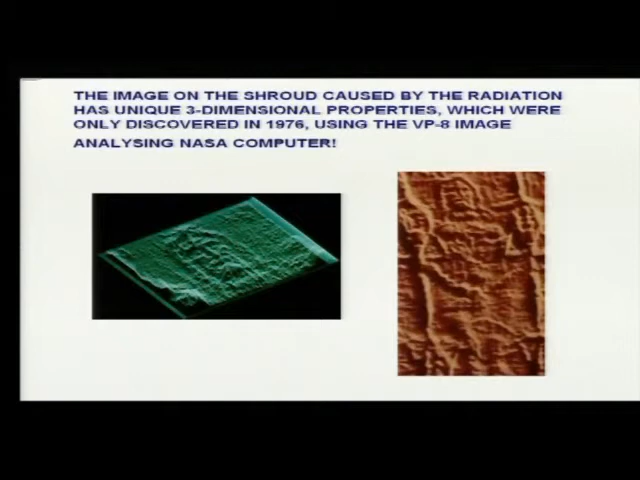 THE IMAGE ON THE SHROUD CAUSED BY THE RADIATION
HAS UNIQUE 3-DIMENSIONAL PROPERTIES, WHICH WERE
ONLY DISCOVERED IN 1976, USING THE VP-8 IMAGE
ANALYSING NASA COMPUTER!